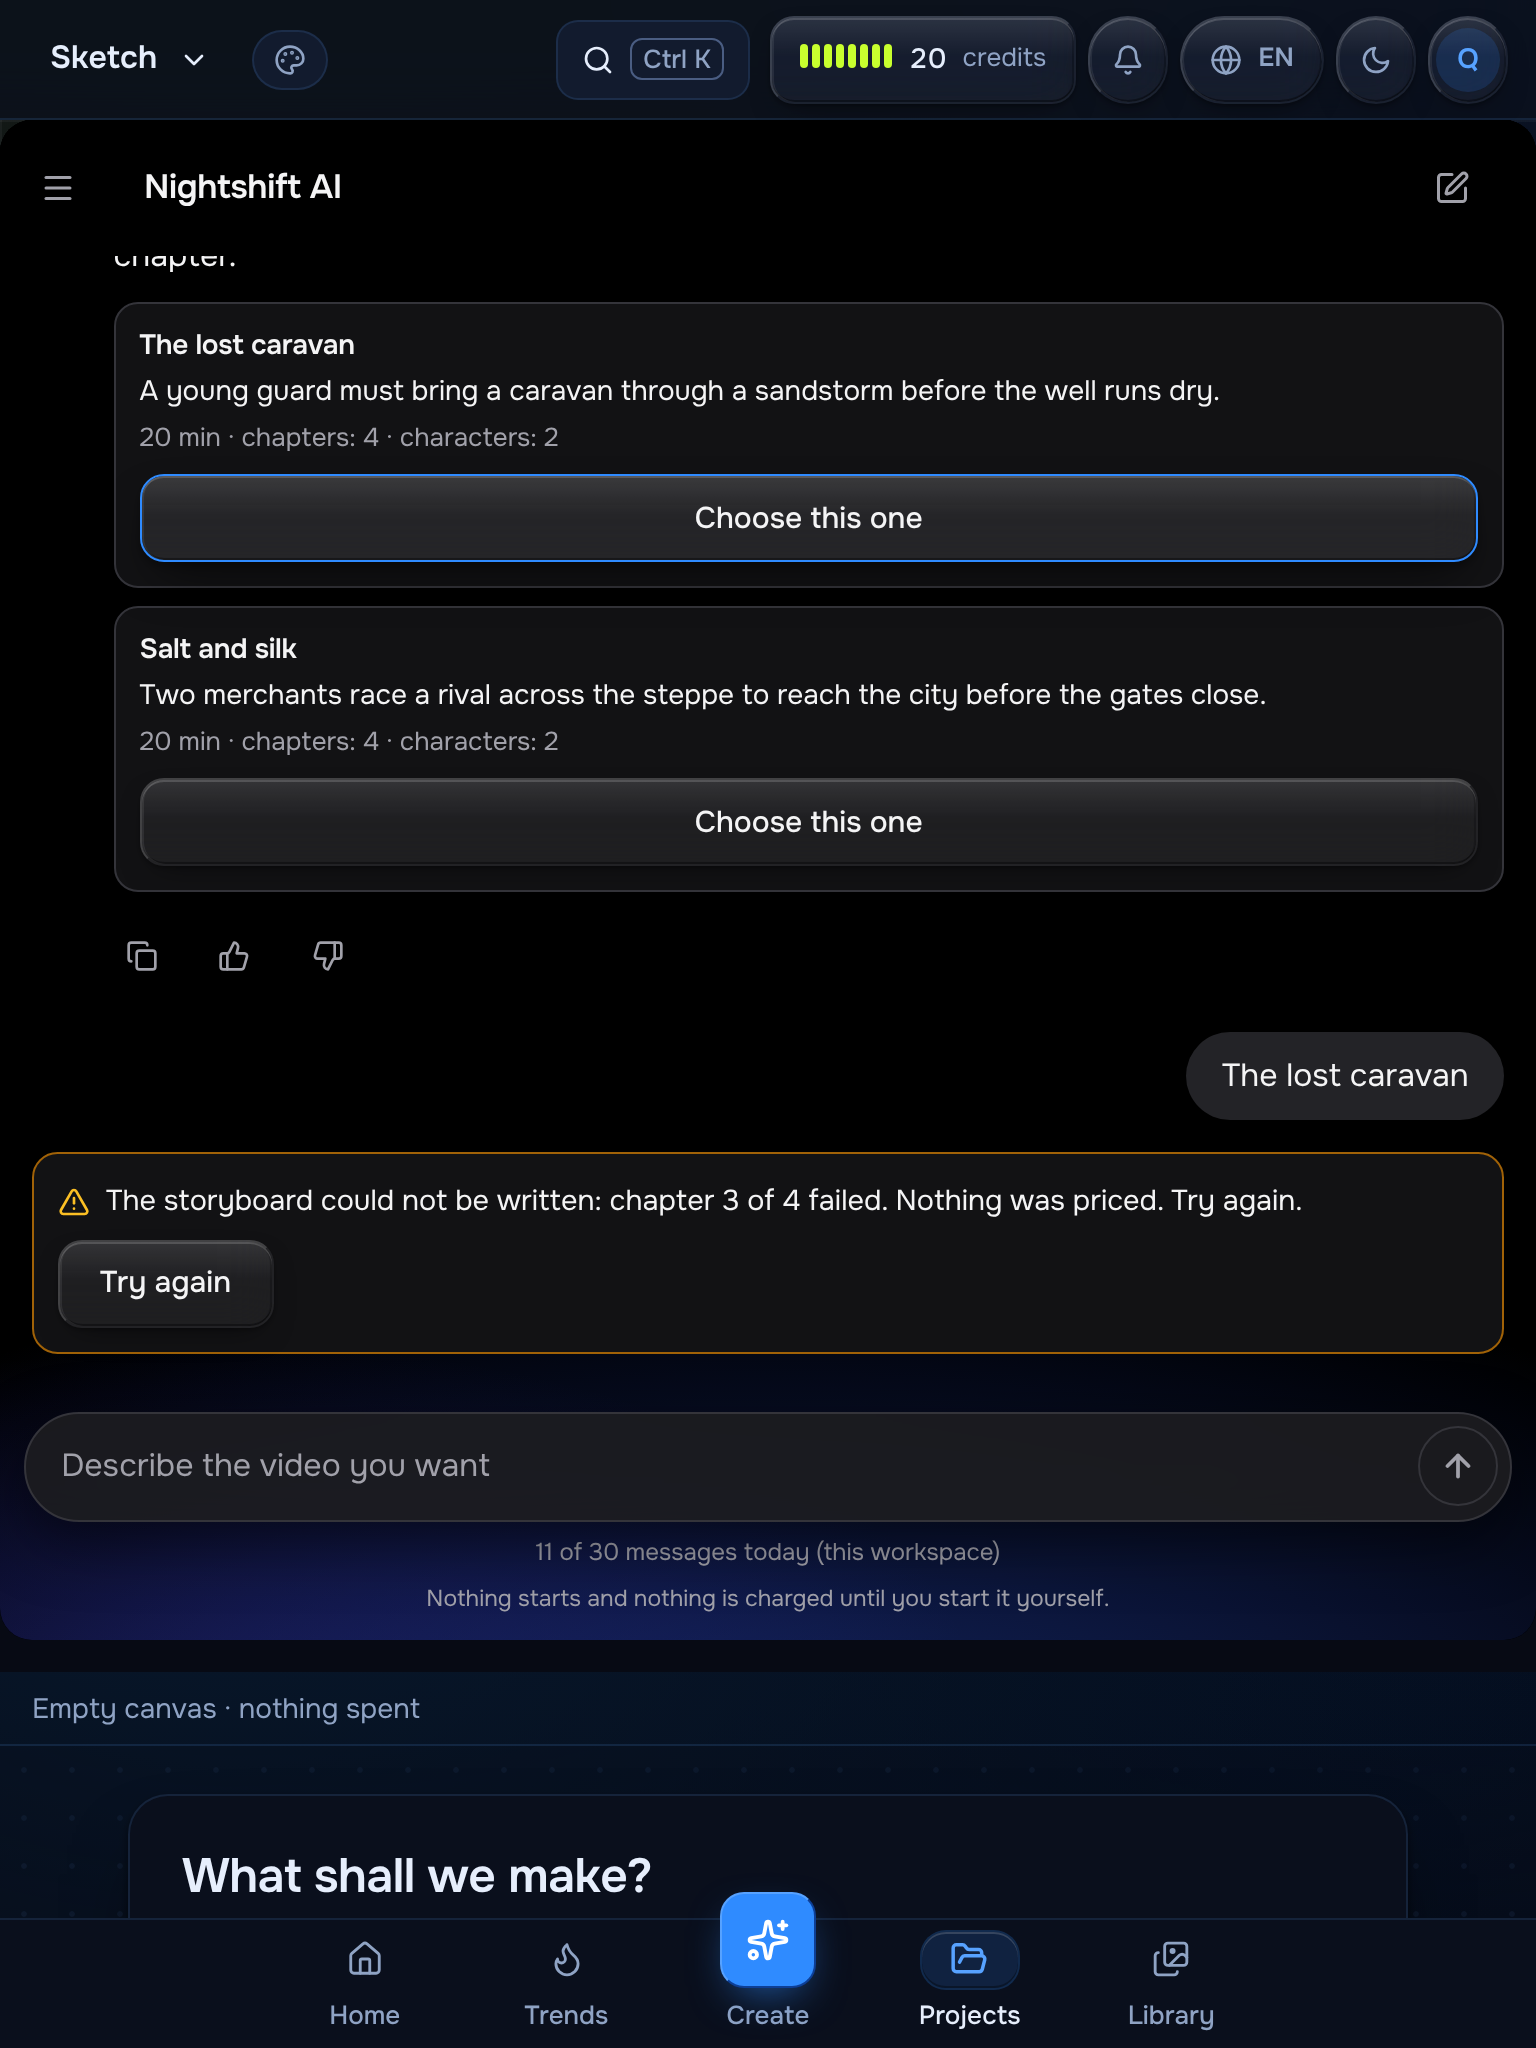 Sketch
Ctrl K
20 credits
EN
Q
Nightshift AI
chapter.
The lost caravan
A young guard must bring a caravan through a sandstorm before the well runs dry.
20 min · chapters: 4 · characters: 2
Choose this one
Salt and silk
Two merchants race a rival across the steppe to reach the city before the gates close.
20 min · chapters: 4 · characters: 2
Choose this one
The lost caravan
The storyboard could not be written: chapter 3 of 4 failed. Nothing was priced. Try again.
Try again
Describe the video you want
11 of 30 messages today (this workspace)
Nothing starts and nothing is charged until you start it yourself.
Empty canvas · nothing spent
What shall we make?
Home
Trends
Create
Projects
Library